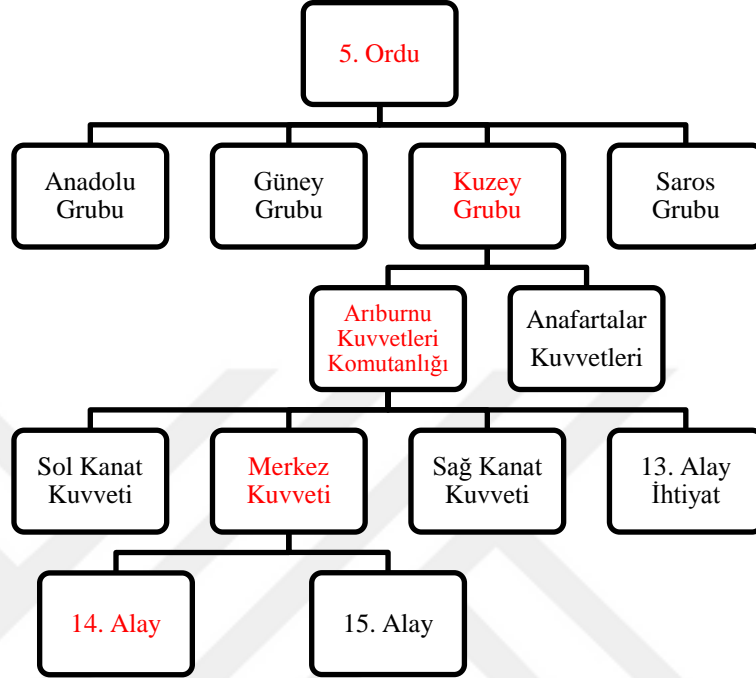 5. Ordu
Anadolu
Grubu
Güney
Grubu
Kuzey
Grubu
Saros
Grubu
Arıburnu
Kuvvetleri
Komutanlığı
Anafartalar
Kuvvetleri
Sol Kanat
Kuvveti
Merkez
Kuvveti
Sağ Kanat
Kuvveti
13. Alay
İhtiyat
14. Alay
15. Alay